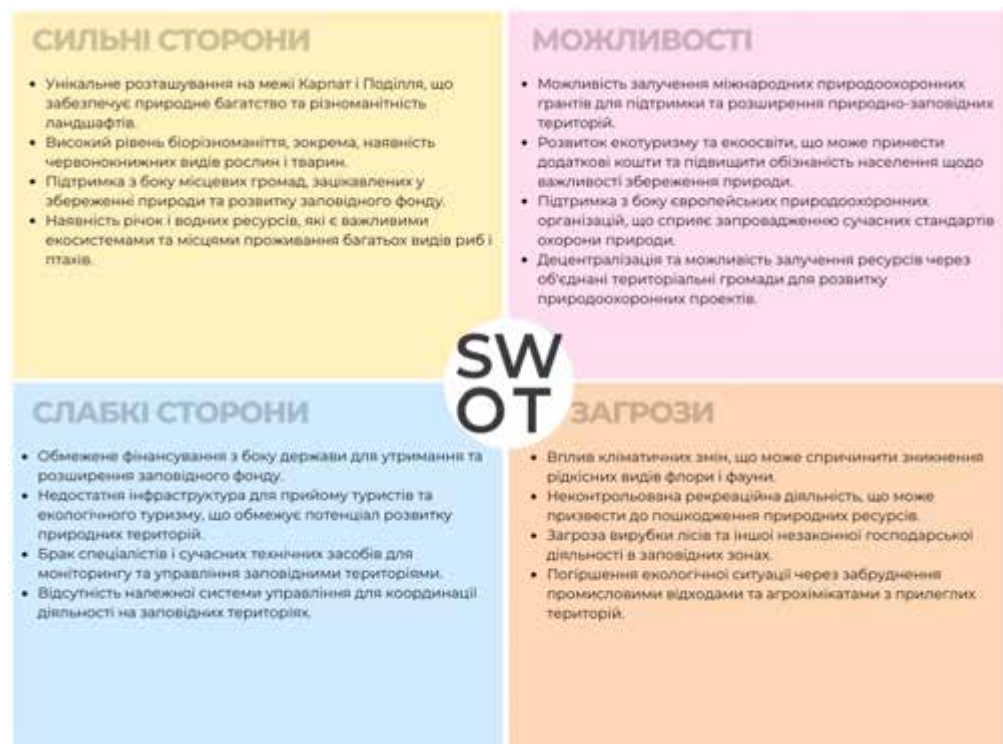 СИЛЬНІ СТОРОНИ
• Унікальне розташування на межі Карпат і Поділля, що
забезпечує природне багатство та різноманітність
ландшафтів.
• Високий рівень біорізноманіття, зокрема, наявність
червонокнижних видів рослин і тварин.
• Підтримка з боку місцевих громад, зацікавлених у
збереженні природи та розвитку заповідного фонду.
• Наявність річок і водних ресурсів, які є важливими
екосистемами та місцями проживання багатьох видів риб і
птахів.
МОЖЛИВОСТІ
• Можливість залучення міжнародних природоохоронних
грантів для підтримки та розширення природно-заповідних
територій.
• Розвиток екотуризму та екоосвіти, що може принести
додаткові кошти та підвищити обізнаність населення щодо
важливості збереження природи.
• Підтримка з боку європейських природоохоронних
організацій, що сприяє запровадженню сучасних стандартів
охорони природи.
• Децентралізація та можливість залучення ресурсів через
об'єднані територіальні громади для розвитку
природоохоронних проектів.
SW
OT
СЛАБКІ СТОРОНИ
• Обмежене фінансування з боку держави для утримання та
розширення заповідного фонду.
• Недостатня інфраструктура для прийому туристів та
екологічного туризму, що обмежує потенціал розвитку
природних територій.
• Брак спеціалістів і сучасних технічних засобів для
моніторингу та управління заповідними територіями.
• Відсутність належної системи управління для координації
діяльності на заповідних територіях.
ЗАГРОЗИ
• Вплив кліматичних змін, що може спричинити зникнення
рідкісних видів флори і фауни.
• Неконтрольована рекреаційна діяльність, що може
призвести до пошкодження природних ресурсів.
• Загроза вирубки лісів та іншої незаконної господарської
діяльності в заповідних зонах.
• Погіршення екологічної ситуації через забруднення
промисловими відходами та агрохімікатами з прилеглих
територій.